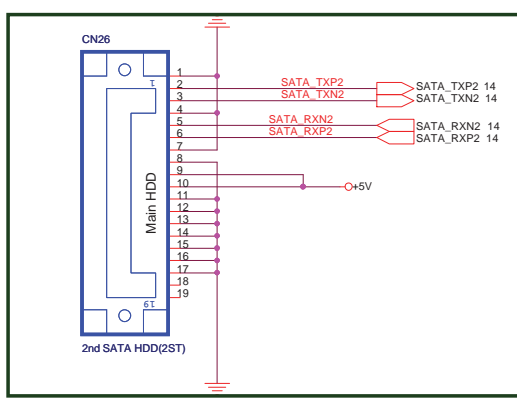 CN26
1
2 SATA_TXP2 SATA_TXP2 14
3 SATA_TXN2 SATA_TXN2 14
4
5 SATA_RXN2 SATA_RXN2 14
6 SATA_RXP2 SATA_RXP2 14
7
8
9
10 +5V
11
12
13
14
15
16
17
18
19
1
Main HDD
19
2nd SATA HDD(2ST)